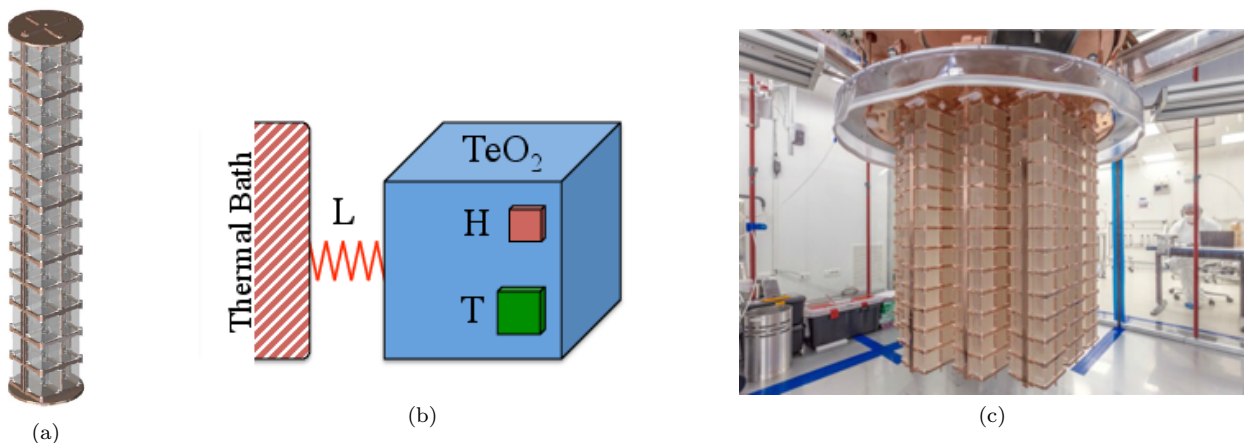 Thermal Bath
L
TeO₂
H
T
(a)
(b)
(c)